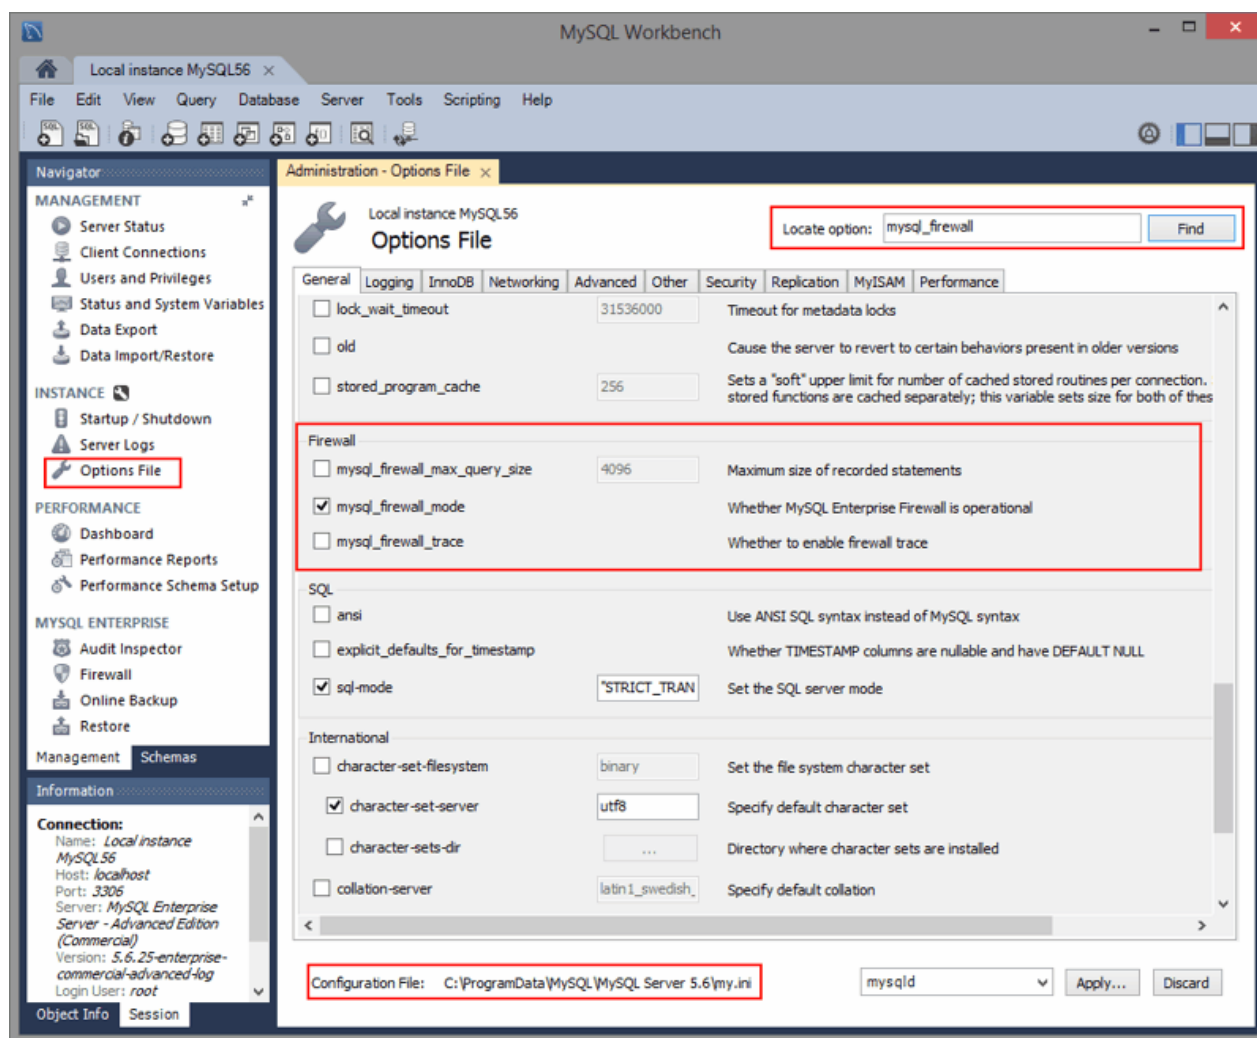 MySQL Workbench
Local instance MySQL56
File Edit View Query Database Server Tools Scripting Help
Navigator
MANAGEMENT
Server Status
Client Connections
Users and Privileges
Status and System Variables
Data Export
Data Import/Restore
INSTANCE
Startup / Shutdown
Server Logs
Options File
PERFORMANCE
Dashboard
Performance Reports
Performance Schema Setup
MYSQL ENTERPRISE
Audit Inspector
Firewall
Online Backup
Restore
Management Schemas
Information
Connection:
Name: Local instance
MySQL56
Host: localhost
Port: 3306
Server: MySQL Enterprise
Server - Advanced Edition
(Commercial)
Version: 5.6.25-enterprise-
commercial-advanced-log
Login User: root
Object Info Session
Administration - Options File
Local instance MySQL56
Options File
Locate option: mysql_firewall Find
General Logging InnoDB Networking Advanced Other Security Replication MyISAM Performance
lock_wait_timeout 31536000 Timeout for metadata locks
old Cause the server to revert to certain behaviors present in older versions
stored_program_cache 256 Sets a "soft" upper limit for number of cached stored routines per connection.
stored functions are cached separately; this variable sets size for both of thes
Firewall
mysql_firewall_max_query_size 4096 Maximum size of recorded statements
mysql_firewall_mode Whether MySQL Enterprise Firewall is operational
mysql_firewall_trace Whether to enable firewall trace
SQL
ansi Use ANSI SQL syntax instead of MySQL syntax
explicit_defaults_for_timestamp Whether TIMESTAMP columns are nullable and have DEFAULT NULL
sql-mode "STRICT_TRAN Set the SQL server mode
International
character-set-filesystem binary Set the file system character set
character-set-server utf8 Specify default character set
character-sets-dir ... Directory where character sets are installed
collation-server latin1_swedish_ Specify default collation
Configuration File: C:\ProgramData\MySQL\MySQL Server 5.6\my.ini mysqld Apply... Discard